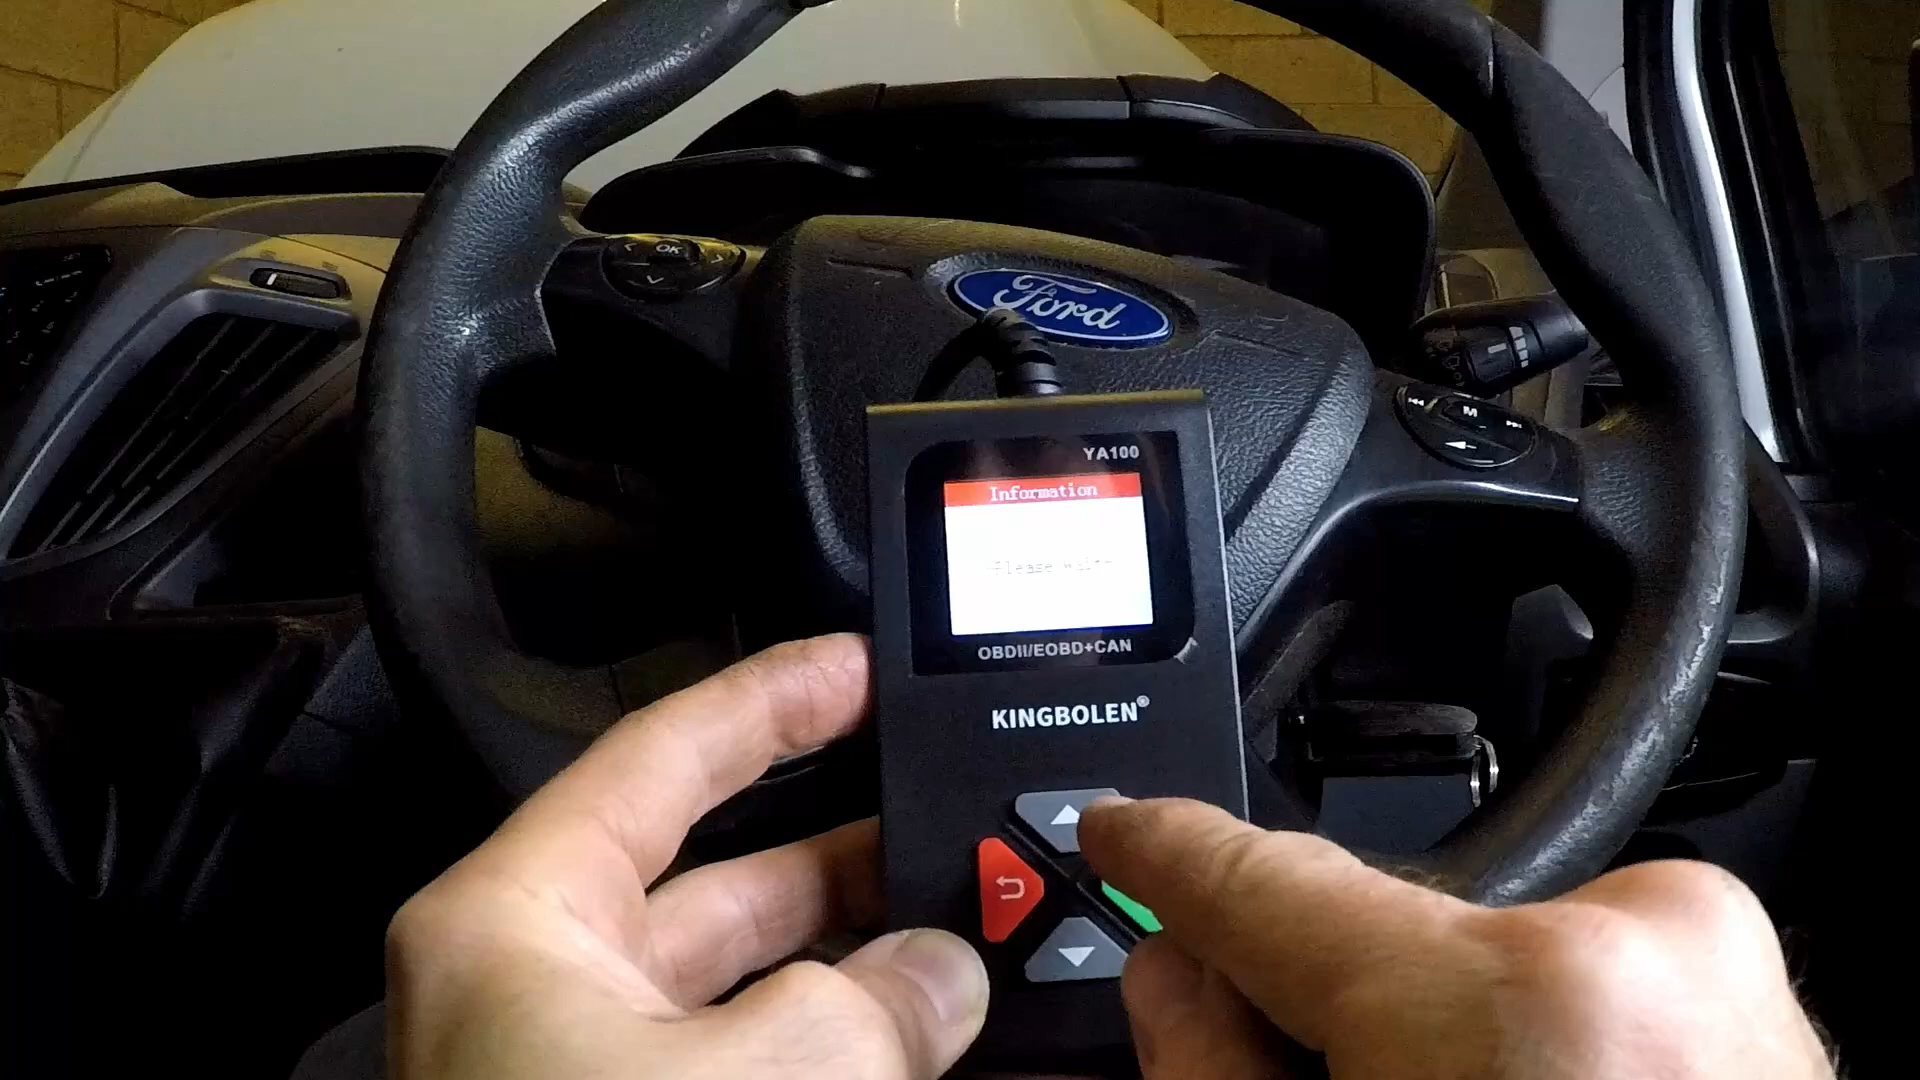 OK
Ford
M
YA100
Information
Please wait
OBDII/EOBD+CAN
KINGBOLEN®